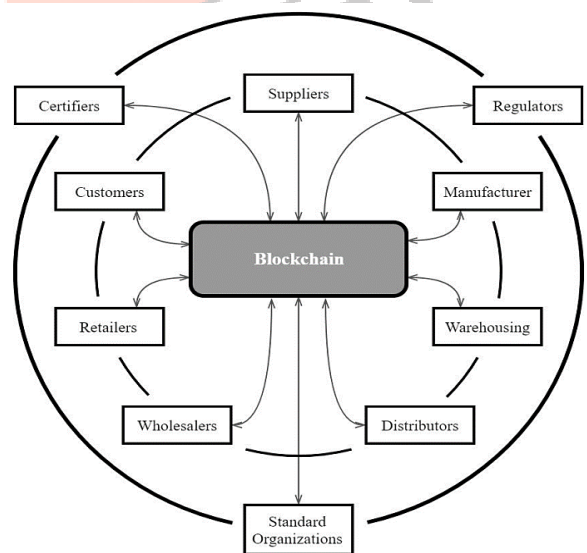 Suppliers
Certifiers
Regulators
Customers
Manufacturer
Blockchain
Retailers
Warehousing
Wholesalers
Distributors
Standard
Organizations